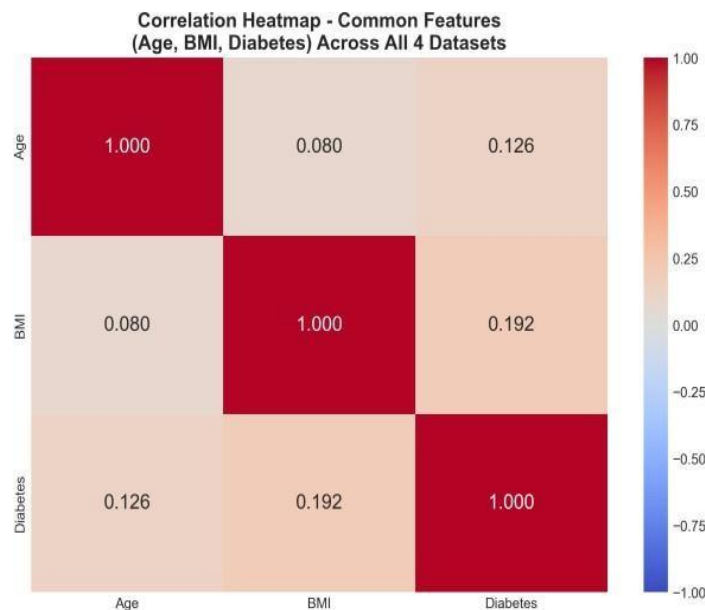 Correlation Heatmap - Common Features
(Age, BMI, Diabetes) Across All 4 Datasets
Age
1.000
0.080
0.126
BMI
0.080
1.000
0.192
Diabetes
0.126
0.192
1.000
Age
BMI
Diabetes
1.00
0.75
0.50
0.25
0.00
−0.25
−0.50
−0.75
−1.00